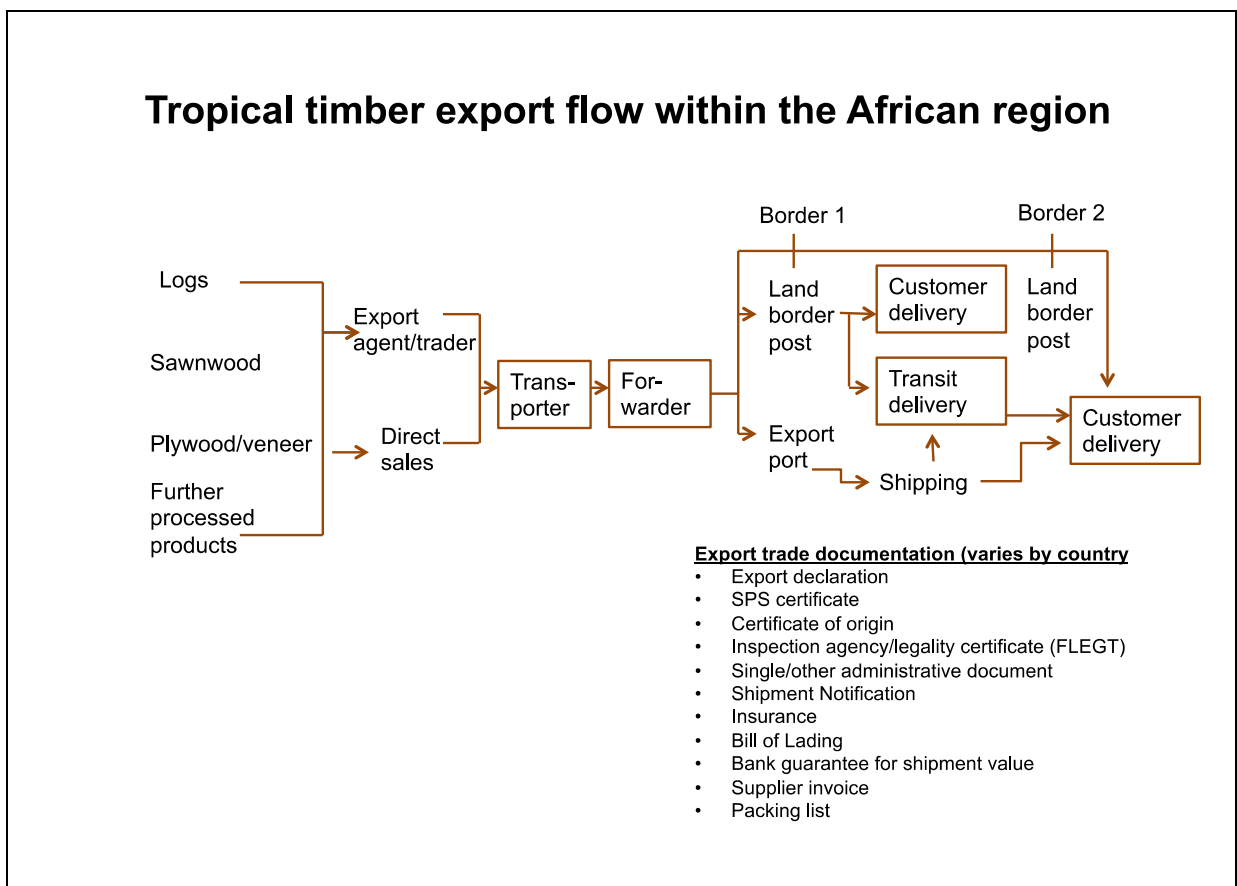 Tropical timber export flow within the African region
Border 1
Border 2
Logs
Sawnwood
Plywood/veneer
Further
processed
products
Export
agent/trader
Direct
sales
Trans-
porter
For-
warder
Land
border
post
Export
port
Customer
delivery
Transit
delivery
Shipping
Land
border
post
Customer
delivery
Export trade documentation (varies by country
• Export declaration
• SPS certificate
• Certificate of origin
• Inspection agency/legality certificate (FLEGT)
• Single/other administrative document
• Shipment Notification
• Insurance
• Bill of Lading
• Bank guarantee for shipment value
• Supplier invoice
• Packing list